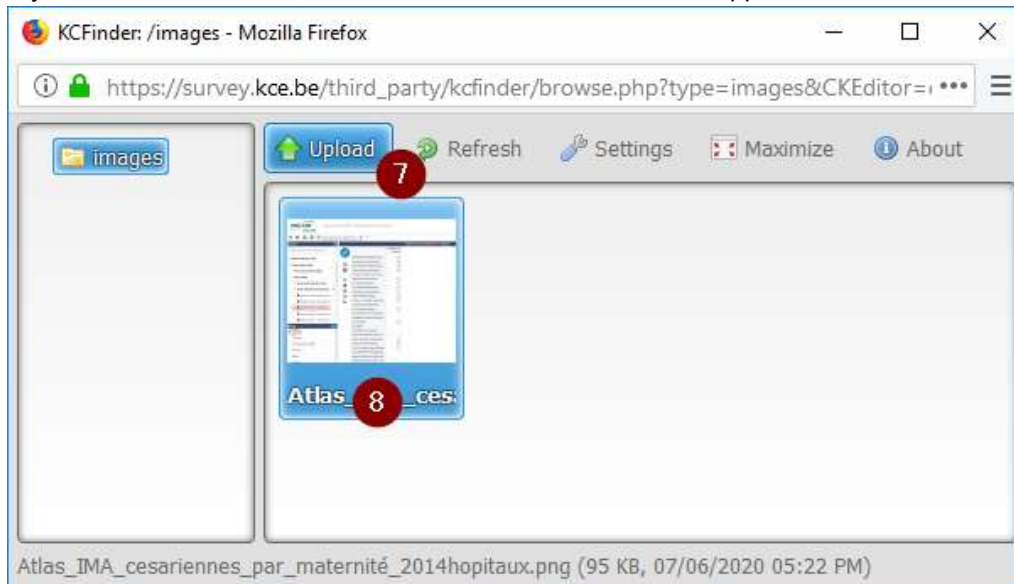 KCFinder: /images - Mozilla Firefox
https://survey.kce.be/third_party/kcfinder/browse.php?type=images&CKEditor=
images
Upload Refresh Settings Maximize About
7
Atlas_ _ces
8
Atlas_IMA_cesariennes_par_maternité_2014hopitaux.png (95 KB, 07/06/2020 05:22 PM)